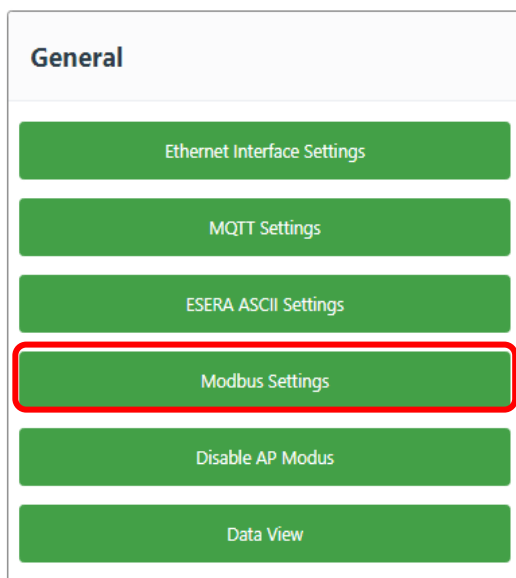 General
Ethernet Interface Settings
MQTT Settings
ESERA ASCII Settings
Modbus Settings
Disable AP Modus
Data View